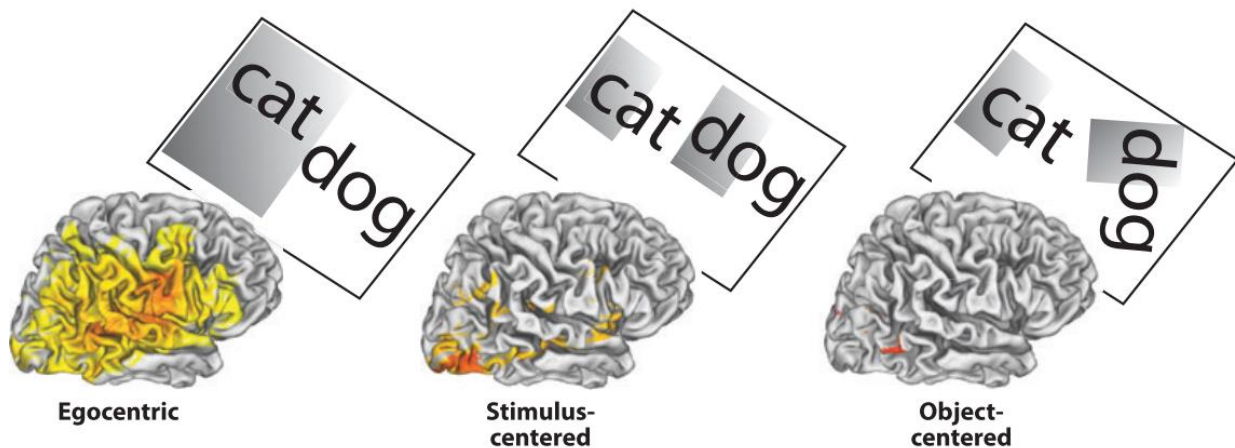 cat
dog
cat dog
cat
dog
Egocentric
Stimulus-
centered
Object-
centered